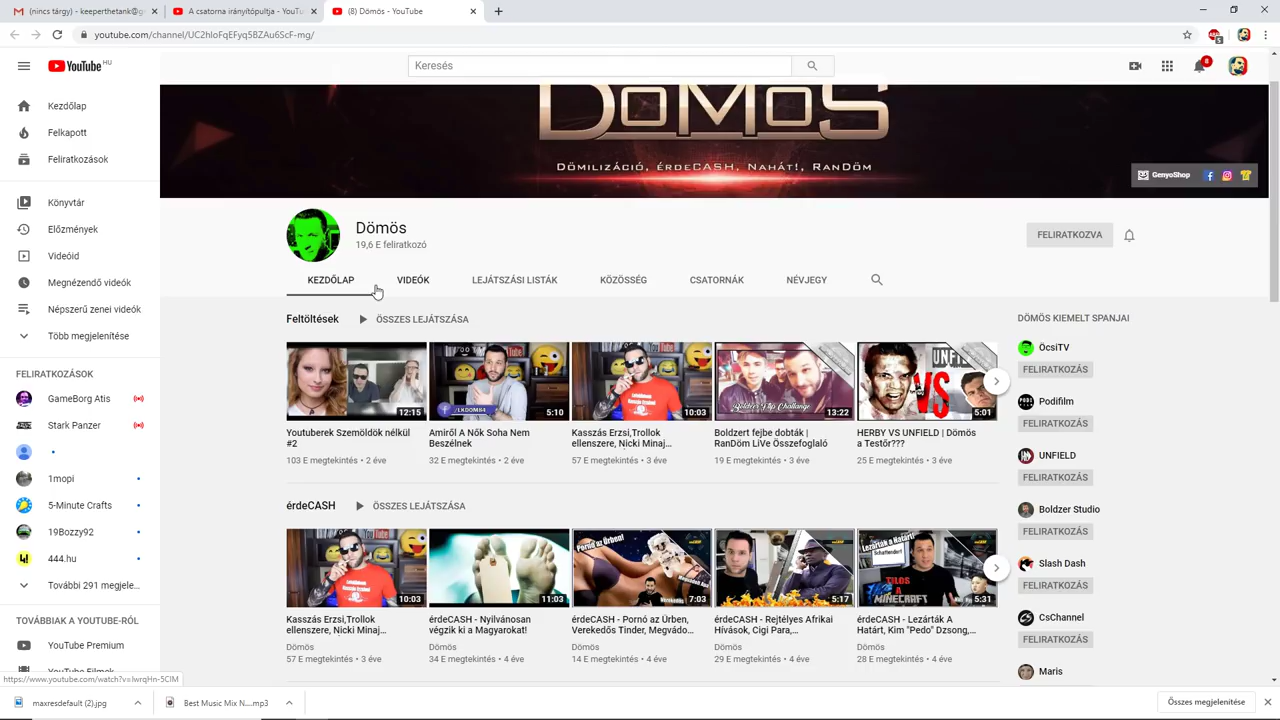 (nincs tárgy) - keeperthetank@g
A csatorna irányítópultja - YouTu
(8) Dömös - YouTube
youtube.com/channel/UC2hIoFqEFyq5BZAu6ScF-mg/
YouTube HU
Keresés
8
Kezdőlap
Felkapott
Feliratkozások
Könyvtár
Előzmények
Videóid
Megnézendő videók
Népszerű zenei videók
Több megjelenítése
FELIRATKOZÁSOK
GameBorg Atis
Stark Panzer
1mopi
5-Minute Crafts
19Bozzy92
444.hu
További 291 megjele...
TOVÁBBIAK A YOUTUBE-RÓL
YouTube Premium
YouTube Filmek
DöMöS
DÖMILIZÁCIÓ, ÉRDECASH, NAHÁT!, RANDÖM
GenyoShop
Dömös
19,6 E feliratkozó
FELIRATKOZVA
KEZDŐLAP
VIDEÓK
LEJÁTSZÁSI LISTÁK
KÖZÖSSÉG
CSATORNÁK
NÉVJEGY
Feltöltések
ÖSSZES LEJÁTSZÁSA
12:15
5:10
10:03
13:22
5:01
Youtuberek Szemöldök nélkül
#2
103 E megtekintés • 2 éve
Amiről A Nők Soha Nem
Beszélnek
32 E megtekintés • 2 éve
Kasszás Erzsi,Trollok
ellenszere, Nicki Minaj...
57 E megtekintés • 3 éve
Boldzert fejbe dobták |
RanDöm LiVe Összefoglaló
19 E megtekintés • 3 éve
HERBY VS UNFIELD | Dömös
a Testőr???
25 E megtekintés • 3 éve
érdeCASH
ÖSSZES LEJÁTSZÁSA
10:03
11:03
7:03
5:17
5:31
Kasszás Erzsi,Trollok
ellenszere, Nicki Minaj...
Dömös
57 E megtekintés • 3 éve
érdeCASH - Nyilvánosan
végzik ki a Magyarokat!
Dömös
34 E megtekintés • 4 éve
érdeCASH - Pornó az Űrben,
Verekedős Tinder, Megvádo...
Dömös
14 E megtekintés • 4 éve
érdeCASH - Rejtélyes Afrikai
Hívások, Cigi Para,...
Dömös
29 E megtekintés • 4 éve
érdeCASH - Lezárták A
Határt, Kim "Pedo" Dzsong,...
Dömös
28 E megtekintés • 4 éve
DÖMÖS KIEMELT SPANJAI
ÖcsiTV
FELIRATKOZÁS
Podifilm
FELIRATKOZÁS
UNFIELD
FELIRATKOZÁS
Boldzer Studio
FELIRATKOZÁS
Slash Dash
FELIRATKOZÁS
CsChannel
FELIRATKOZÁS
Maris
https://www.youtube.com/watch?v=IwrqHn-5CIM
maxresdefault (2).jpg
Best Music Mix N....mp3
Összes megjelenítése